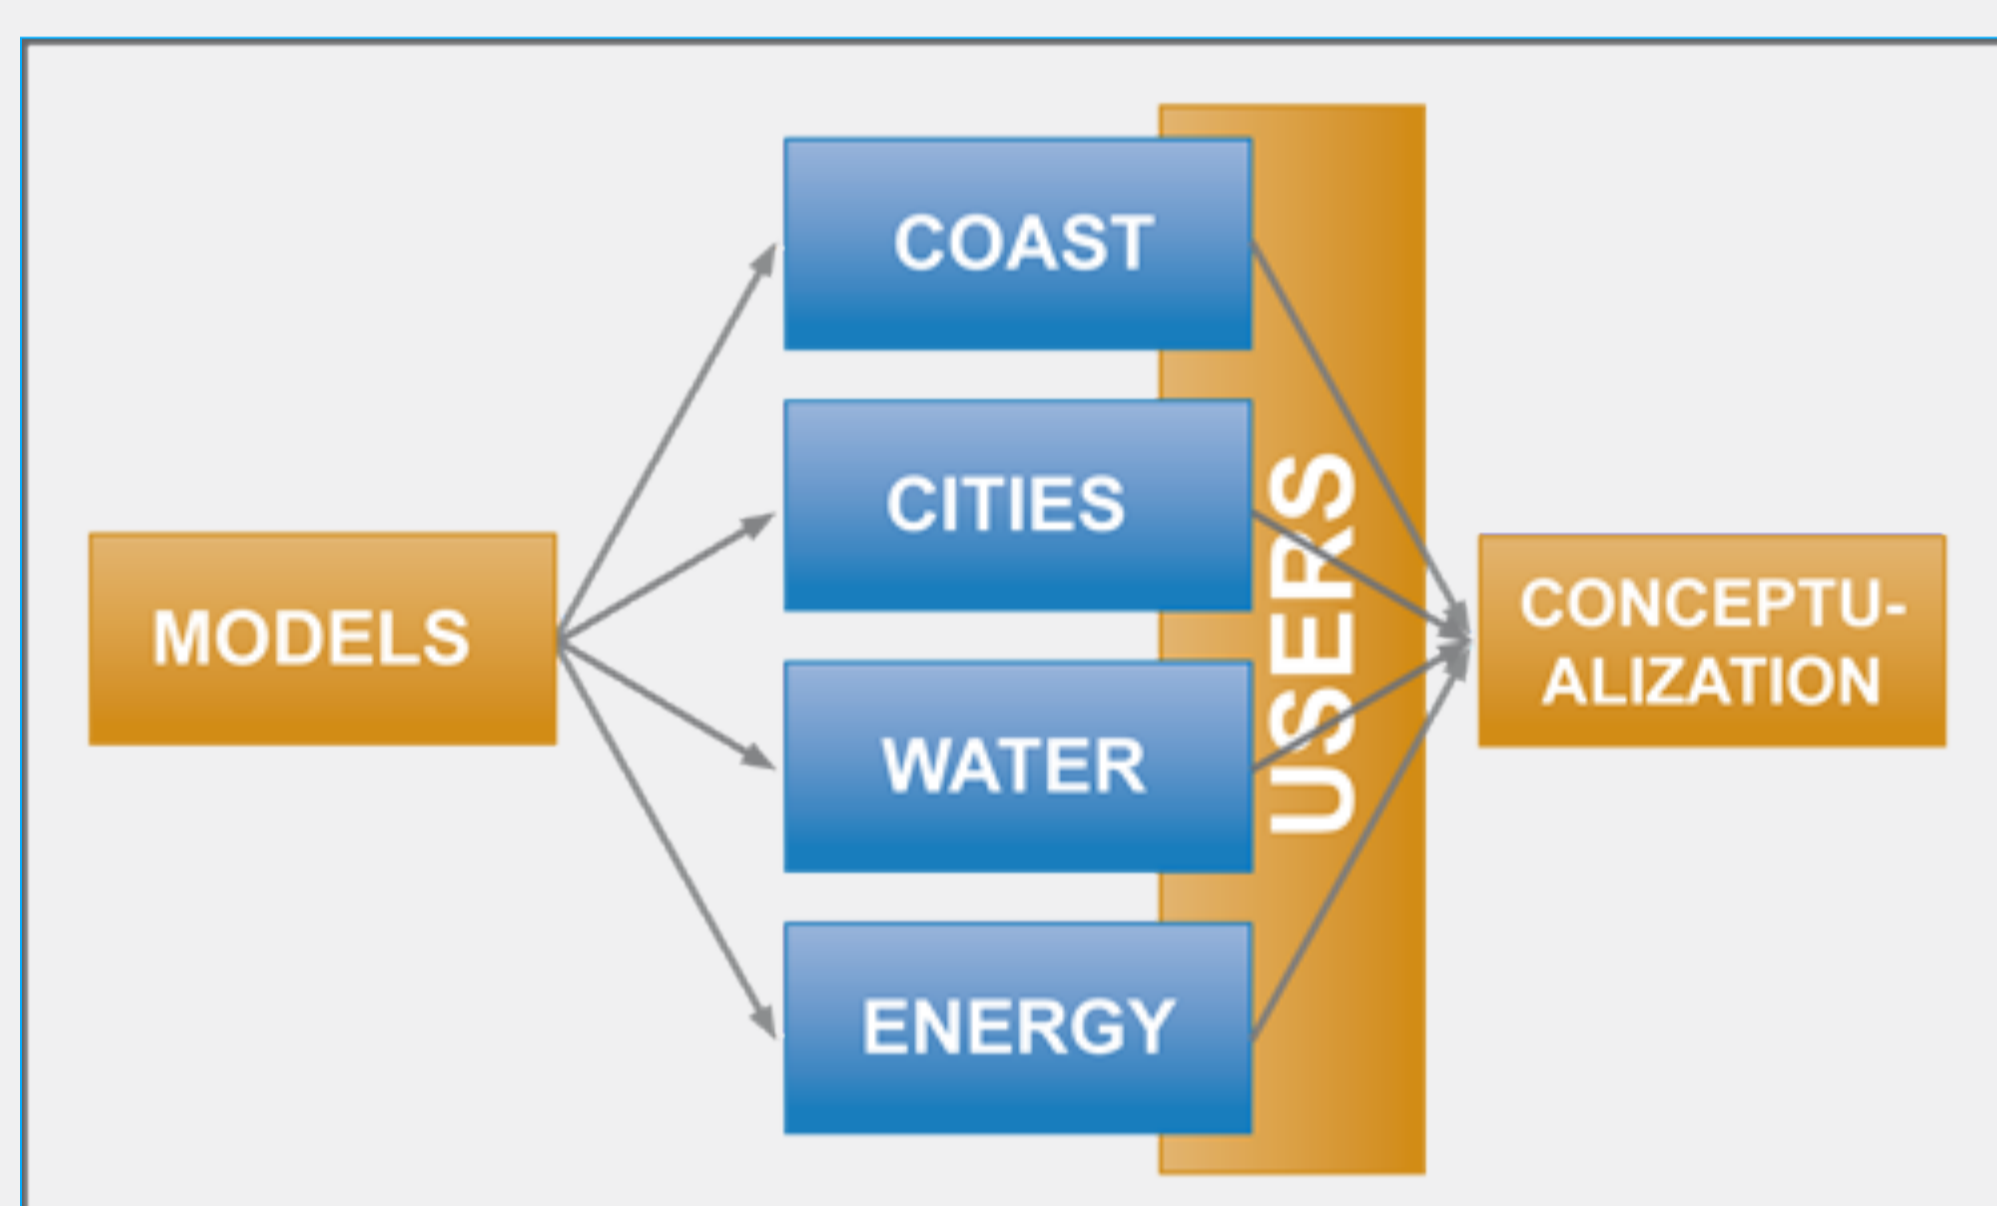 MODELS
COAST
CITIES
WATER
ENERGY
USERS
CONCEPTU-
ALIZATION